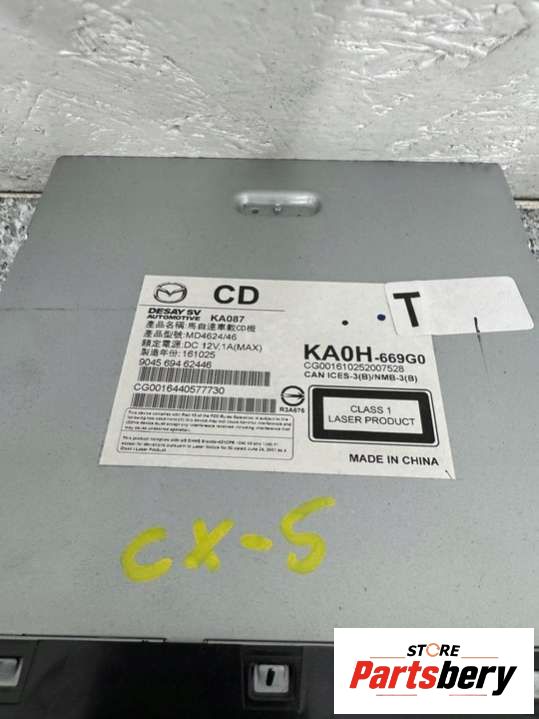 CD
T
DESAY SV
AUTOMOTIVE KA087
產品名稱:馬自達車載CD機
產品型號:MD4624/46
額定電源:DC 12V,1A(MAX)
製造年份:161025
9045 694 62446
CG0016440577730
KA0H-669G0
CG001610252007528
CAN ICES-3(B)/NMB-3(B)
R3A676
CLASS 1
LASER PRODUCT
MADE IN CHINA
CX-5
STORE
Partsbery